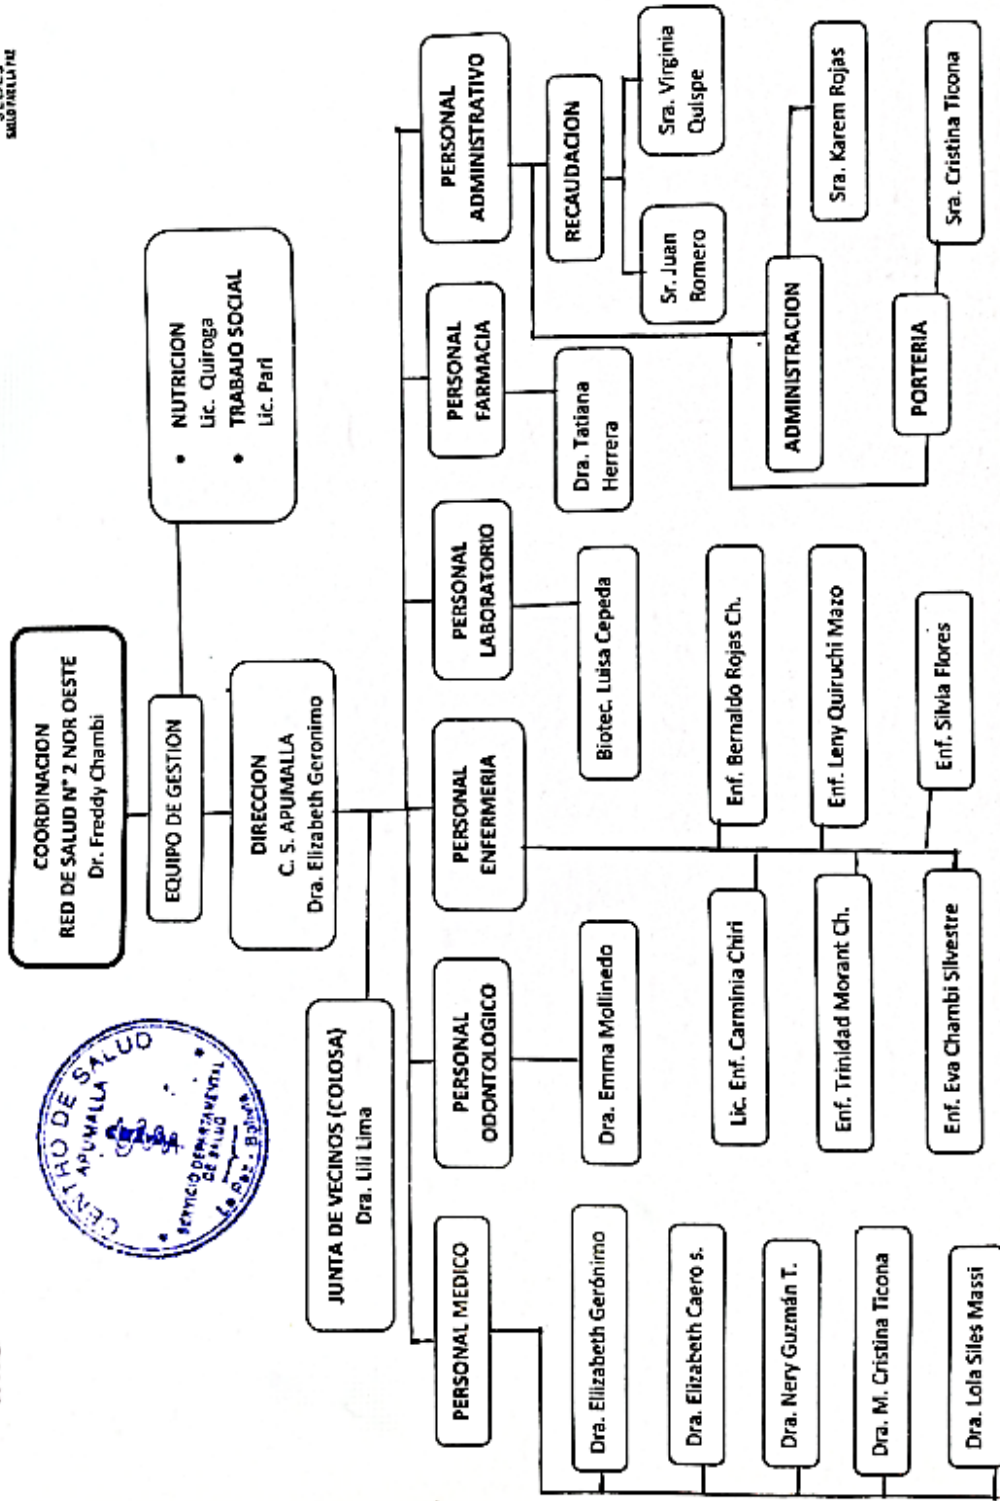 SALUD PARA LA PAZ
COORDINACION
RED DE SALUD N° 2 NOR OESTE
Dr. Freddy Chambi
EQUIPO DE GESTION
• NUTRICION
Lic. Quiroga
• TRABAJO SOCIAL
Lic. Pari
DIRECCION
C. S. APUMALLA
Dra. Elizabeth Geronimo
CENTRO DE SALUD
APUMALLA
SERVICIO DEPARTAMENTAL
DE SALUD
La Paz - Bolivia
JUNTA DE VECINOS (COLOSA)
Dra. Lili Lima
PERSONAL MEDICO
PERSONAL
ODONTOLOGICO
PERSONAL
ENFERMERIA
PERSONAL
LABORATORIO
PERSONAL
FARMACIA
PERSONAL
ADMINISTRATIVO
Dra. Elizabeth Gerónimo
Dra. Elizabeth Caero s.
Dra. Nery Guzmán T.
Dra. M. Cristina Ticona
Dra. Lola Siles Massi
Dra. Emma Mollinedo
Lic. Enf. Carminia Chiri
Enf. Bernaldo Rojas Ch.
Enf. Trinidad Morant Ch.
Enf. Leny Quiruchi Mazo
Enf. Eva Chambi Silvestre
Enf. Silvia Flores
Biotec. Luisa Cepeda
Dra. Tatiana
Herrera
RECAUDACION
Sr. Juan
Romero
Sra. Virginia
Quispe
ADMINISTRACION
Sra. Karem Rojas
PORTERIA
Sra. Cristina Ticona